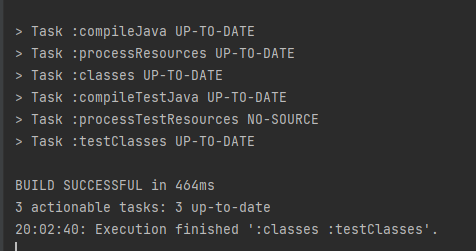 > Task :compileJava UP-TO-DATE
> Task :processResources UP-TO-DATE
> Task :classes UP-TO-DATE
> Task :compileTestJava UP-TO-DATE
> Task :processTestResources NO-SOURCE
> Task :testClasses UP-TO-DATE
BUILD SUCCESSFUL in 464ms
3 actionable tasks: 3 up-to-date
20:02:40: Execution finished ':classes :testClasses'.